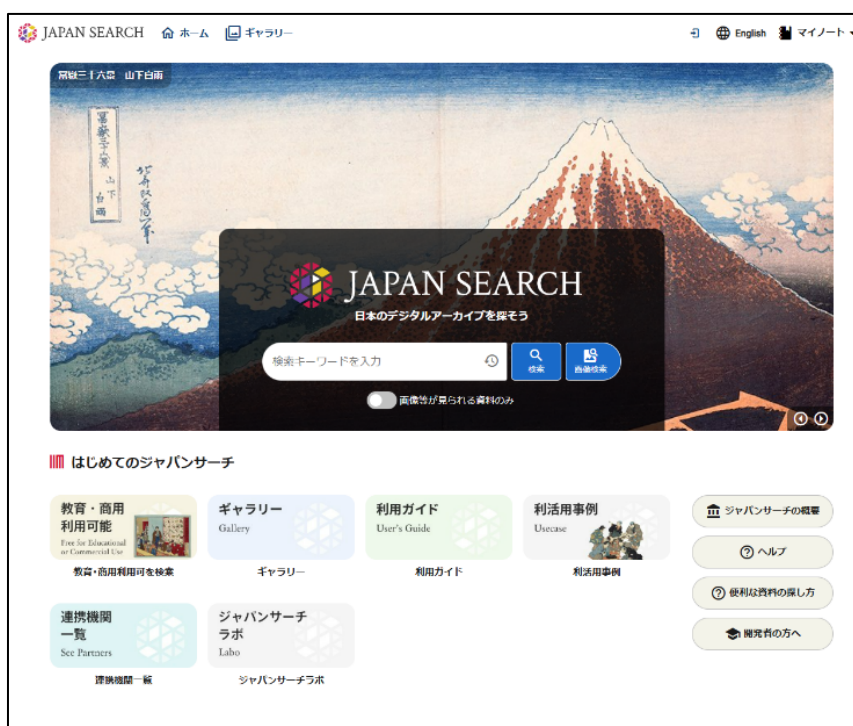 JAPAN SEARCH ホーム ギャラリー English マイノート
富嶽三十六景 山下白雨
冨嶽三十六景
山下
白雨
JAPAN SEARCH
日本のデジタルアーカイブを探そう
検索キーワードを入力 検索 画像検索
画像等が見られる資料のみ
はじめてのジャパンサーチ
教育・商用
利用可能
Free for Educational
or Commercial Use
教育・商用利用可を検索
ギャラリー
Gallery
ギャラリー
利用ガイド
User's Guide
利用ガイド
利活用事例
Usecase
利活用事例
連携機関
一覧
See Partners
連携機関一覧
ジャパンサーチ
ラボ
Labo
ジャパンサーチラボ
ジャパンサーチの概要
ヘルプ
便利な資料の探し方
開発者の方へ